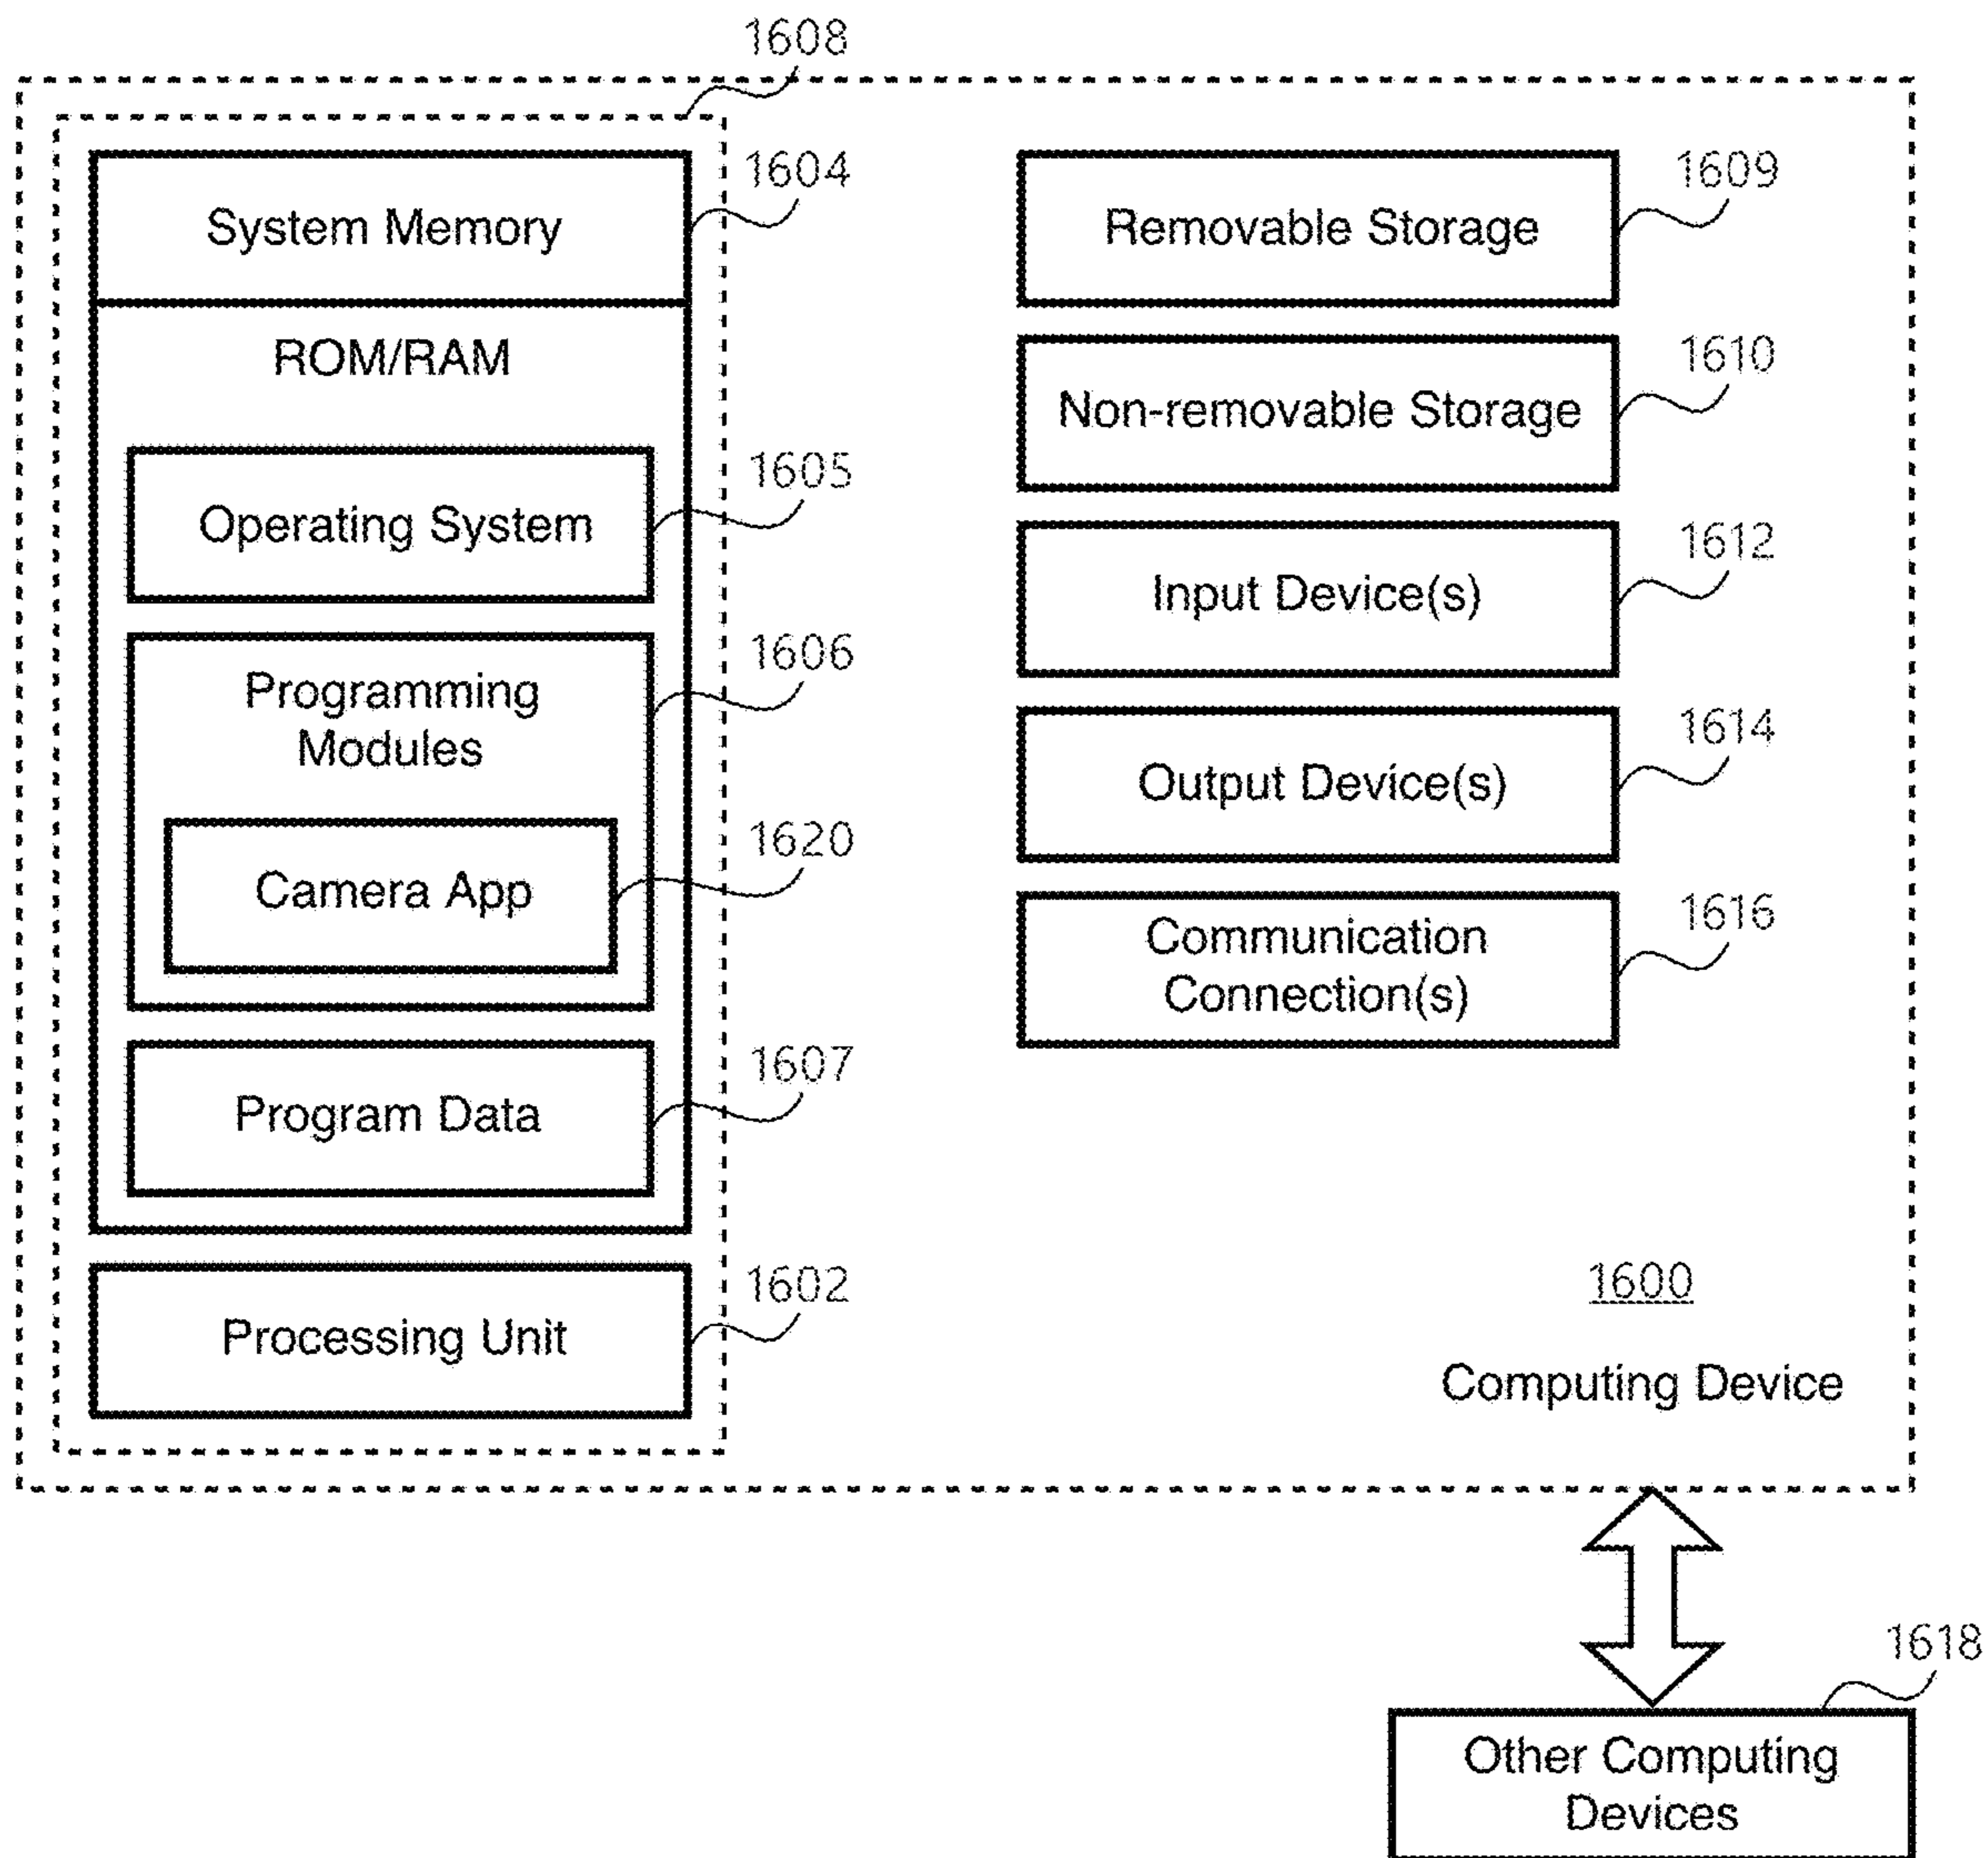 1608
System Memory
1604
ROM/RAM
Operating System
1605
Programming
Modules
1606
Camera App
1620
Program Data
1607
Processing Unit
1602
Removable Storage
1609
Non-removable Storage
1610
Input Device(s)
1612
Output Device(s)
1614
Communication
Connection(s)
1616
1600
Computing Device
1618
Other Computing
Devices